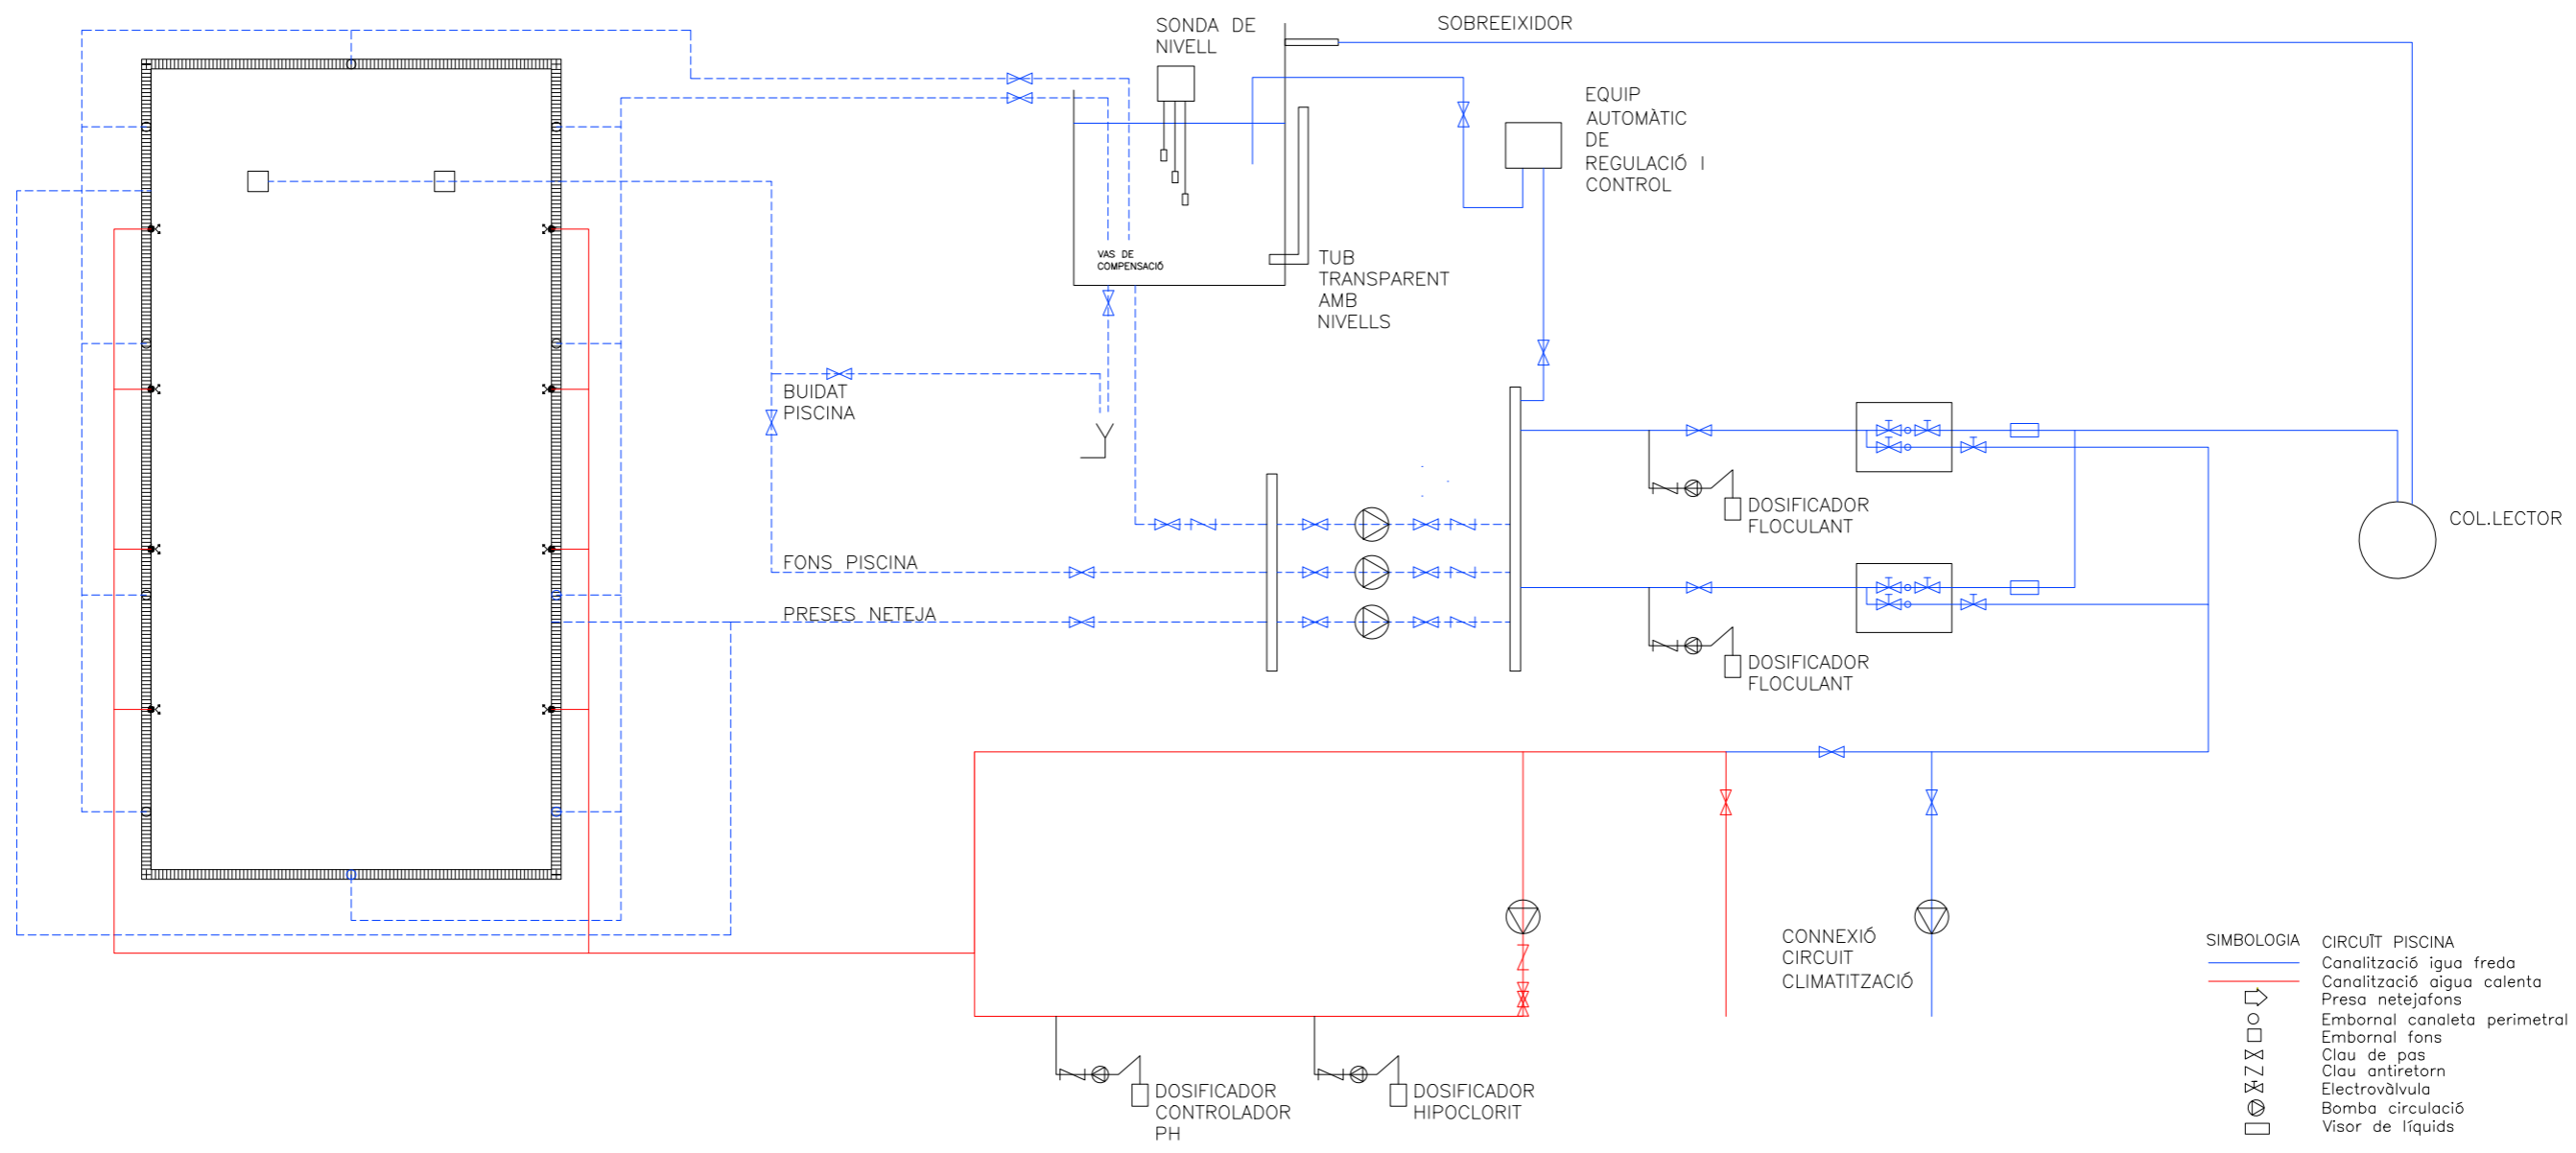 SONDA DE
NIVELL
SOBREEIXIDOR
EQUIP
AUTOMÀTIC
DE
REGULACIÓ I
CONTROL
VAS DE
COMPENSACIÓ
TUB
TRANSPARENT
AMB
NIVELLS
BUIDAT
PISCINA
DOSIFICADOR
FLOCULANT
COL.LECTOR
FONS PISCINA
PRESES NETEJA
DOSIFICADOR
FLOCULANT
CONNEXIÓ
CIRCUIT
CLIMATITZACIÓ
DOSIFICADOR
CONTROLADOR
PH
DOSIFICADOR
HIPOCLORIT
SIMBOLOGIA CIRCUÏT PISCINA
Canalització igua freda
Canalització aigua calenta
Presa netejafons
Embornal canaleta perimetral
Embornal fons
Clau de pas
Clau antiretorn
Electrovàlvula
Bomba circulació
Visor de líquids